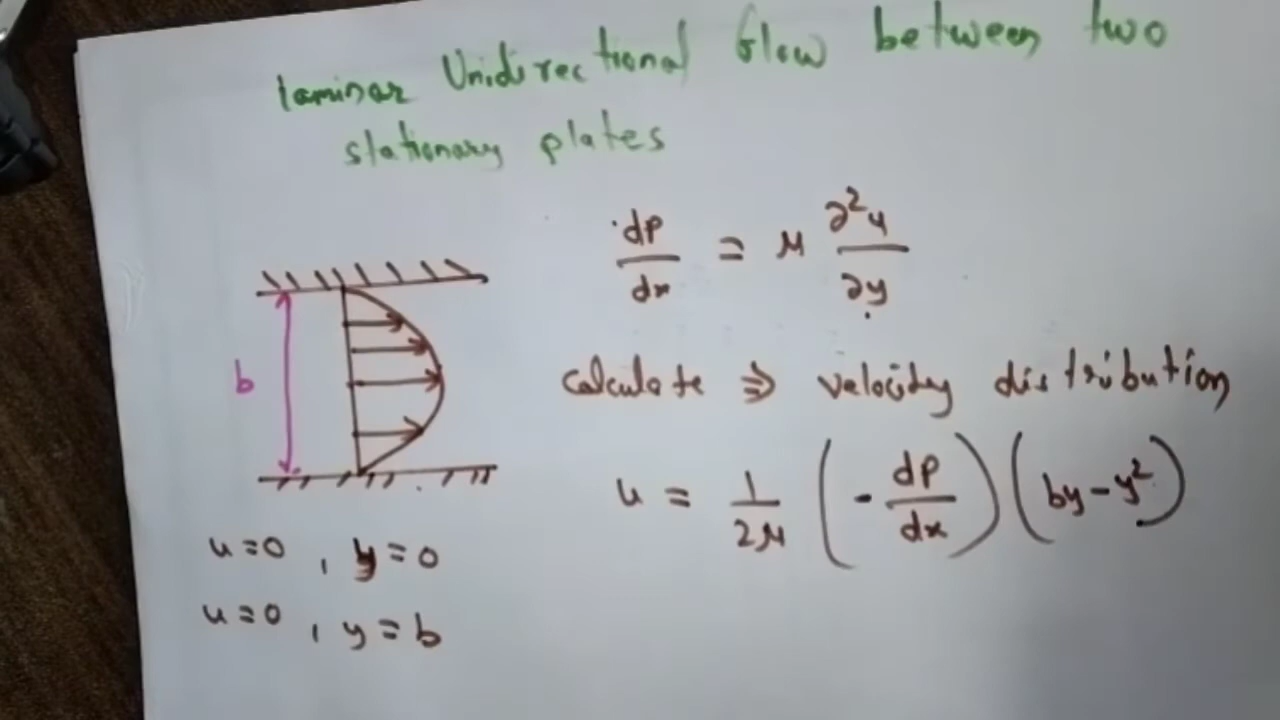 laminar Unidirectional flow between two
stationary plates
dp/dx = μ ∂²u/∂y
b
calculate ⇒ velocity distribution
u = 1/2μ (- dp/dx) (by - y²)
u = 0 , y = 0
u = 0 , y = b